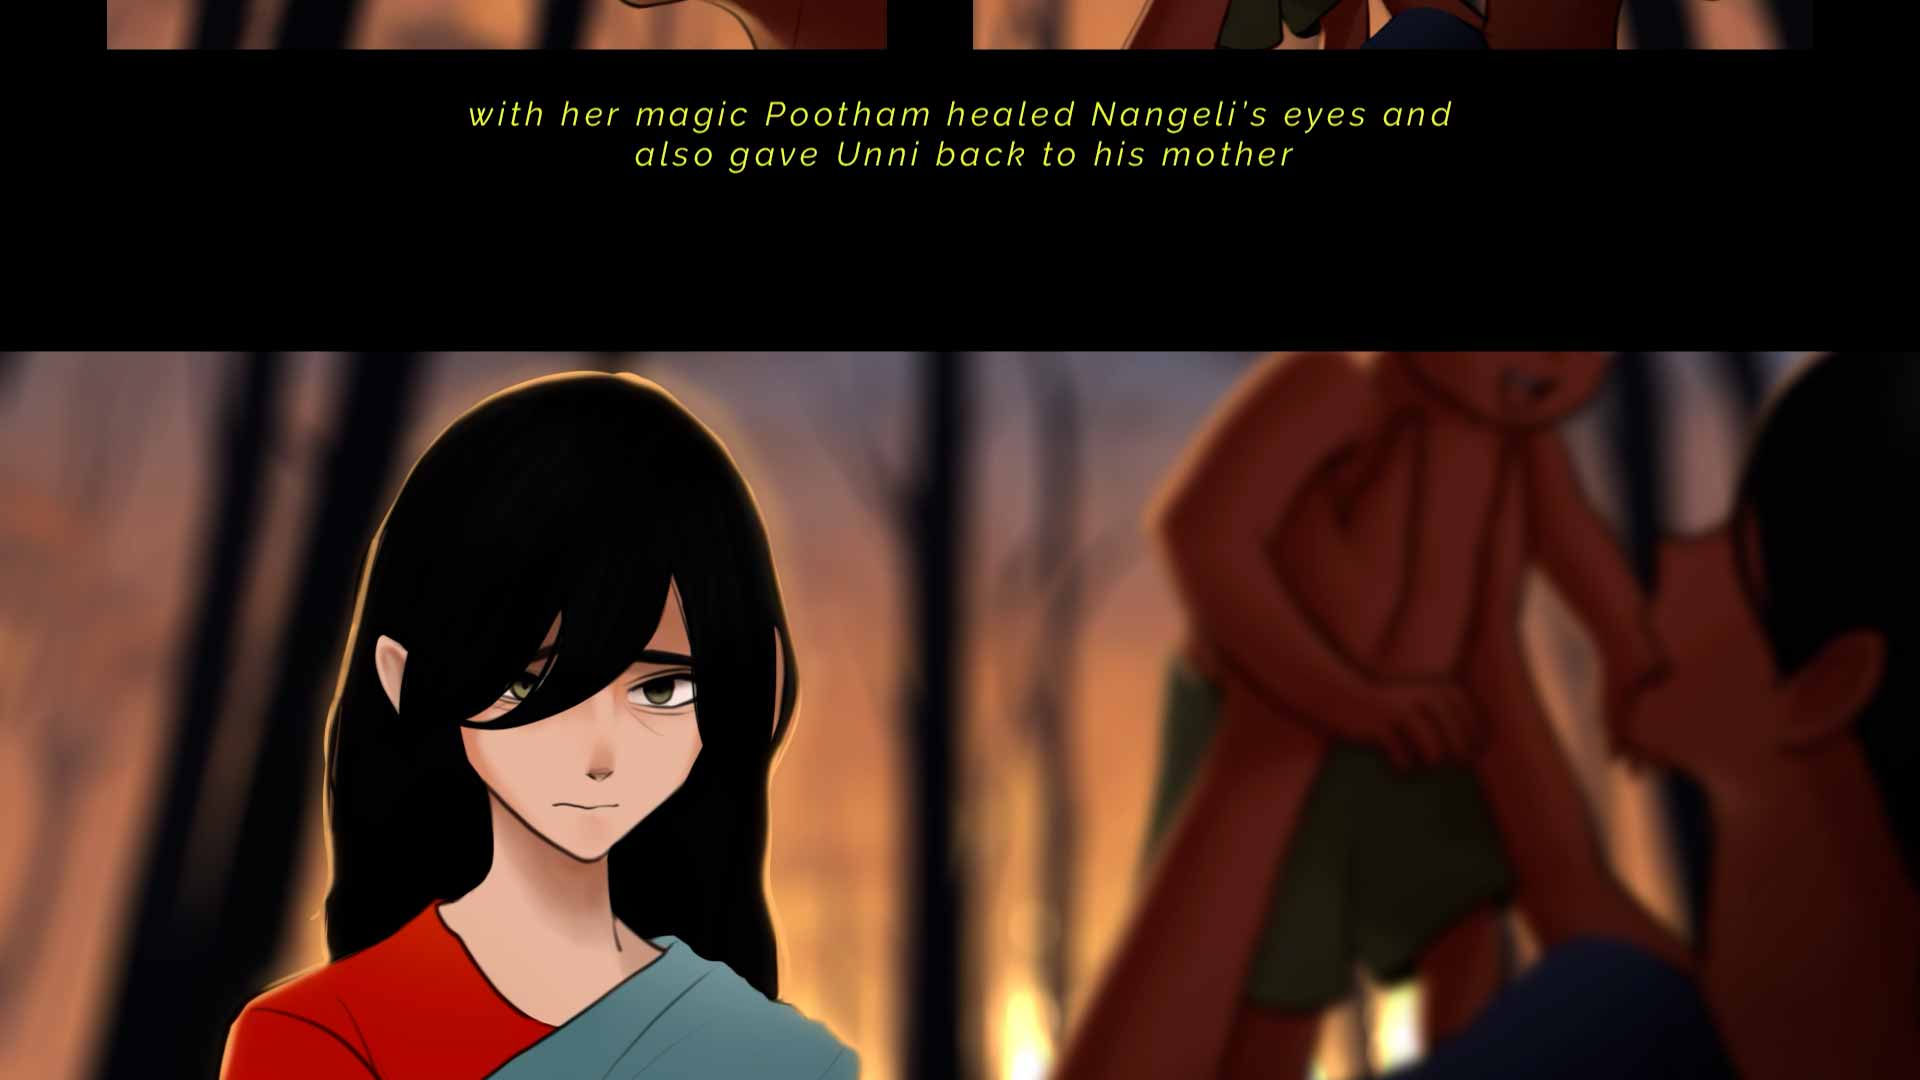 with her magic Pootham healed Nangeli's eyes and
also gave Unni back to his mother